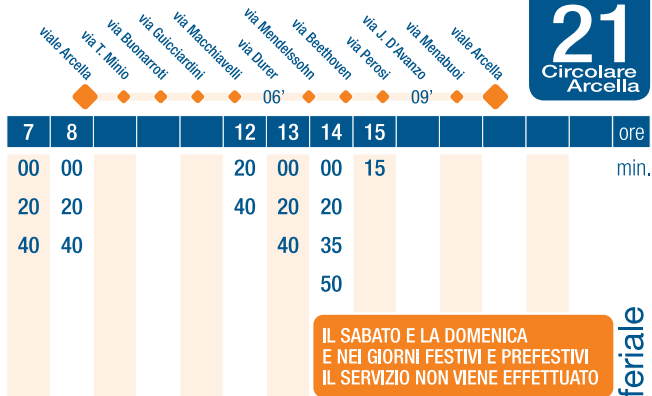 viale Arcella
via T. Minio
via Buonarroti
via Guicciardini
via Macchiavelli
via Durer
via Mendelssohn
via Beethoven
via Perosi
via J. D'Avanzo
via Menabuoi
viale Arcella
06' 09'
21
Circolare
Arcella
7 8 12 13 14 15 ore
00 00 20 00 00 15 min.
20 20 40 20 20
40 40 40 35
50
IL SABATO E LA DOMENICA
E NEI GIORNI FESTIVI E PREFESTIVI
IL SERVIZIO NON VIENE EFFETTUATO
feriale